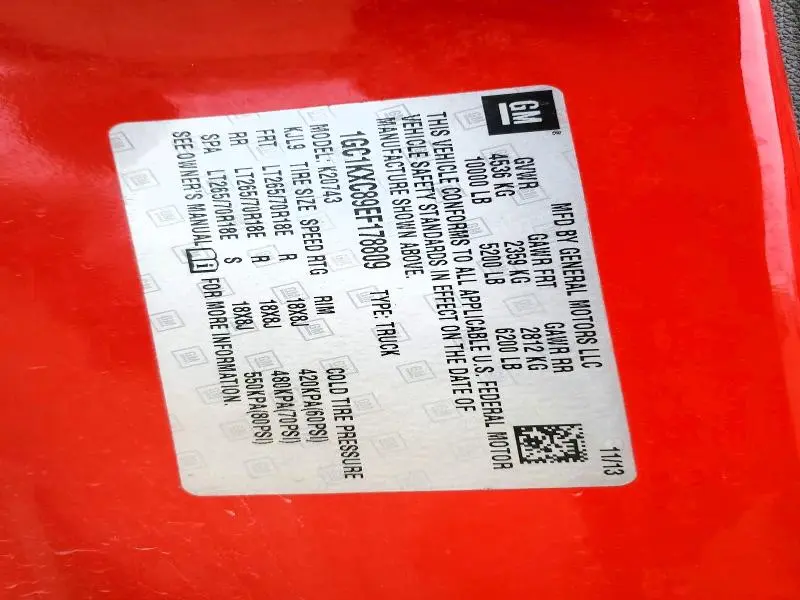 GM
MFD BY GENERAL MOTORS LLC 11/13
GVWR GAWR FRT GAWR RR
4536 KG 2359 KG 2812 KG
10000 LB 5200 LB 6200 LB
THIS VEHICLE CONFORMS TO ALL APPLICABLE U.S. FEDERAL MOTOR
VEHICLE SAFETY STANDARDS IN EFFECT ON THE DATE OF
MANUFACTURE SHOWN ABOVE.
1GC1KXC89EF178809 TYPE: TRUCK
MODEL: K20743
KJL9 TIRE SIZE SPEED RTG RIM COLD TIRE PRESSURE
FRT LT265/70R18E R 18X8J 420KPA(60PSI)
RR LT265/70R18E R 18X8J 480KPA(70PSI)
SPA LT265/70R18E S 18X8J 550KPA(80PSI)
SEE OWNER'S MANUAL FOR MORE INFORMATION.